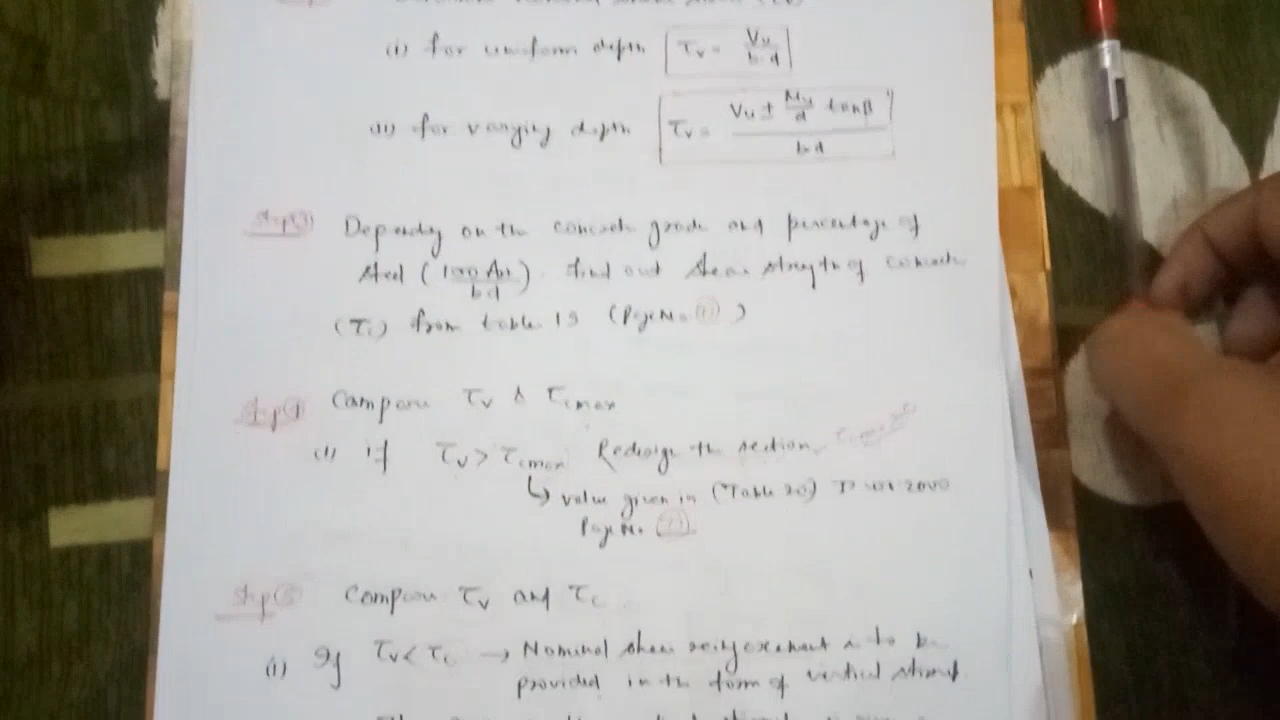 (i) for uniform depth τv = Vu / b·d
(ii) for varying depth τv = Vu ± Mu/d tanβ / bd
Step (3) Depending on the concrete grade and percentage of
steel (100 Ast / bd) find out shear strength of concrete
(τc) from table 19 (Page No.
Step (4) Compare τv & τcmax
(i) if τv > τcmax Redesign the section
↳ value given in (Table 20) IS 456 2000
Page No.
Step (5) Compare τv and τc
(i) If τv < τc → Nominal shear reinforcement is to be
provided in the form of vertical stirrup